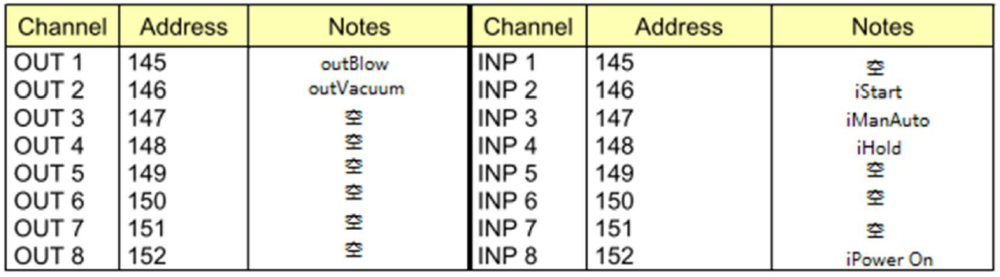 Channel Address Notes Channel Address Notes
OUT 1 145 outBlow INP 1 145 空
OUT 2 146 outVacuum INP 2 146 iStart
OUT 3 147 空 INP 3 147 iManAuto
OUT 4 148 空 INP 4 148 iHold
OUT 5 149 空 INP 5 149 空
OUT 6 150 空 INP 6 150 空
OUT 7 151 空 INP 7 151 空
OUT 8 152 空 INP 8 152 iPower On